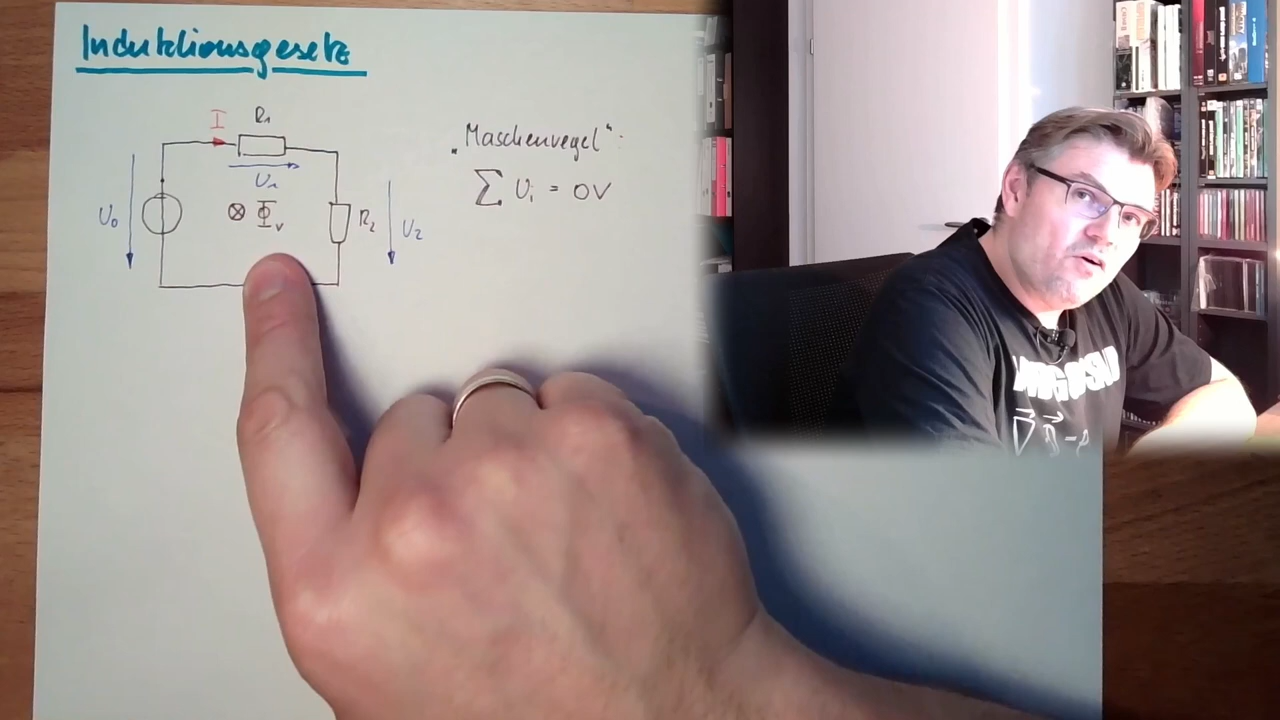 Induktionsgesetz
I
R₁
U₁
U₀
⊗ Φᵥ
R₂
U₂
„Maschenregel“:
∑ Uᵢ = 0V